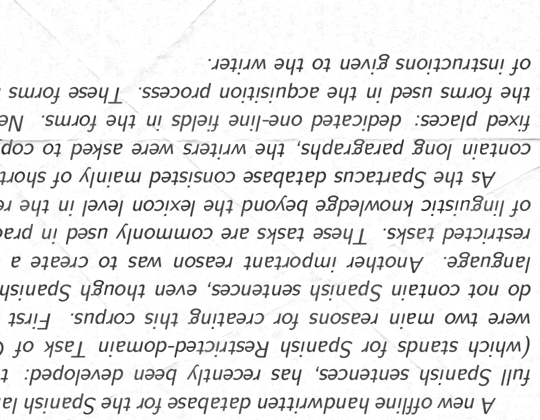 A new offline handwritten database for the Spanish la
full Spanish sentences, has recently been developed: t
(which stands for Spanish Restricted-domain Task of
were two main reasons for creating this corpus. First
do not contain Spanish sentences, even though Spanish
language. Another important reason was to create a
restricted tasks. These tasks are commonly used in prac
of linguistic knowledge beyond the lexicon level in the re
As the Spartacus database consisted mainly of short
contain long paragraphs, the writers were asked to copy
fixed places: dedicated one-line fields in the forms. Ne
the forms used in the acquisition process. These forms
of instructions given to the writer.